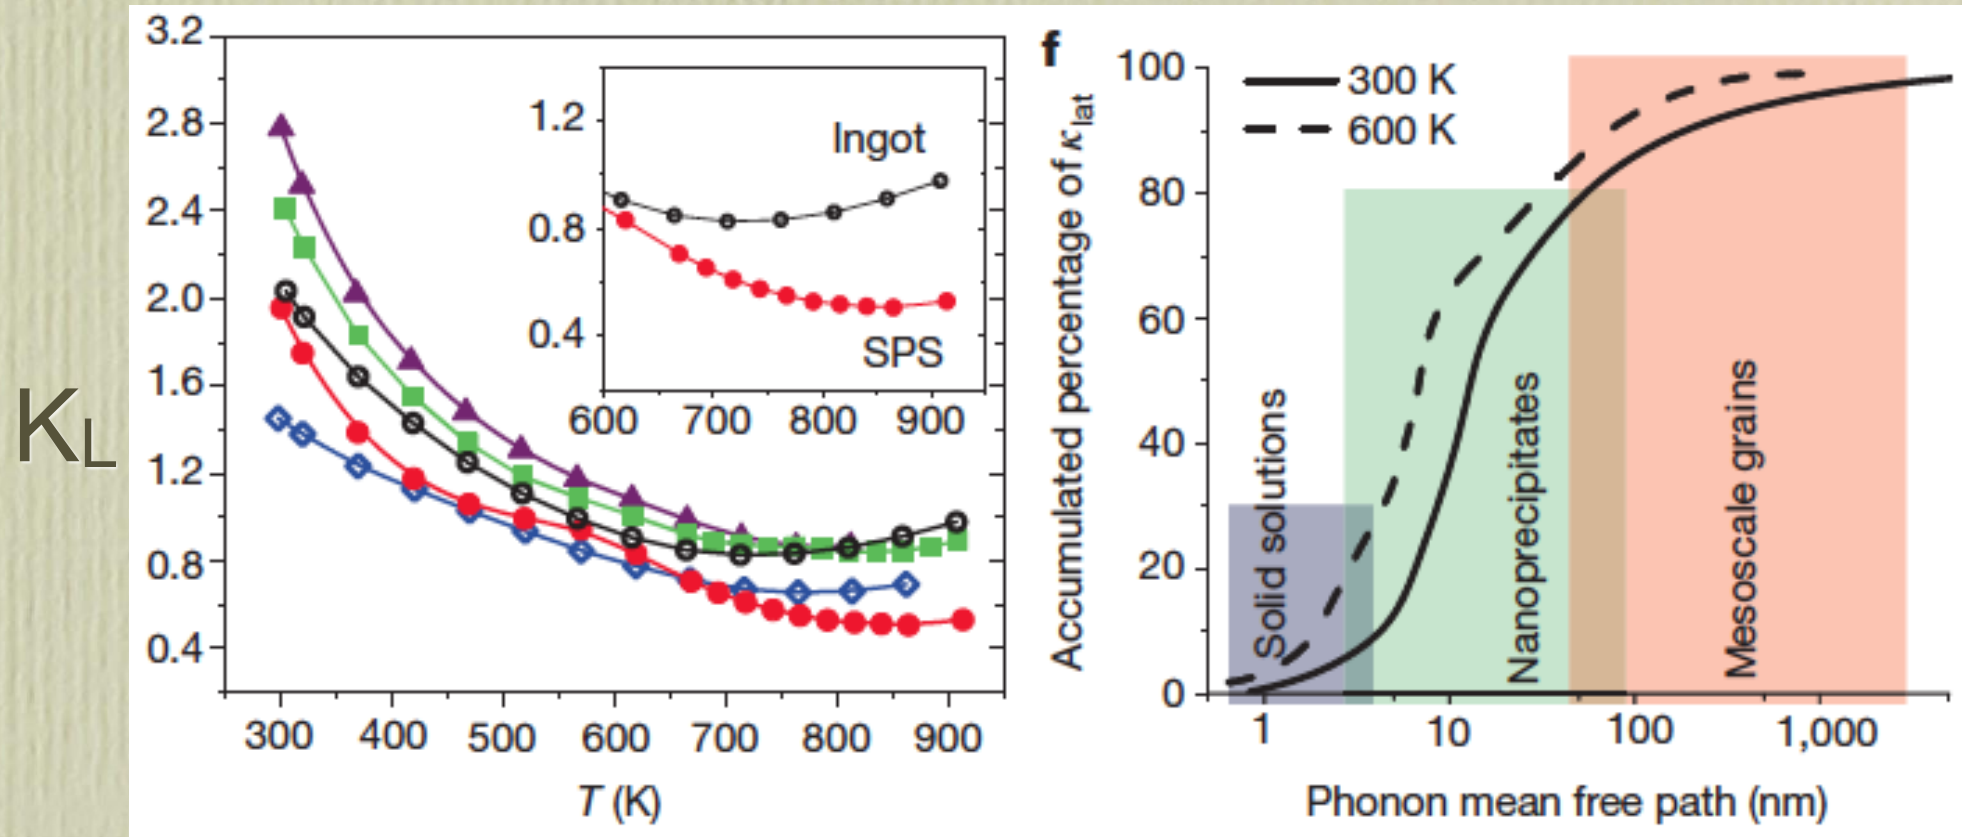 KL
3.2
2.8
2.4
2.0
1.6
1.2
0.8
0.4
300 400 500 600 700 800 900
T (K)
1.2
0.8
0.4
Ingot
SPS
600 700 800 900
f
Accumulated percentage of κlat
100
80
60
40
20
0
300 K
600 K
Solid solutions
Nanoprecipitates
Mesoscale grains
1 10 100 1,000
Phonon mean free path (nm)